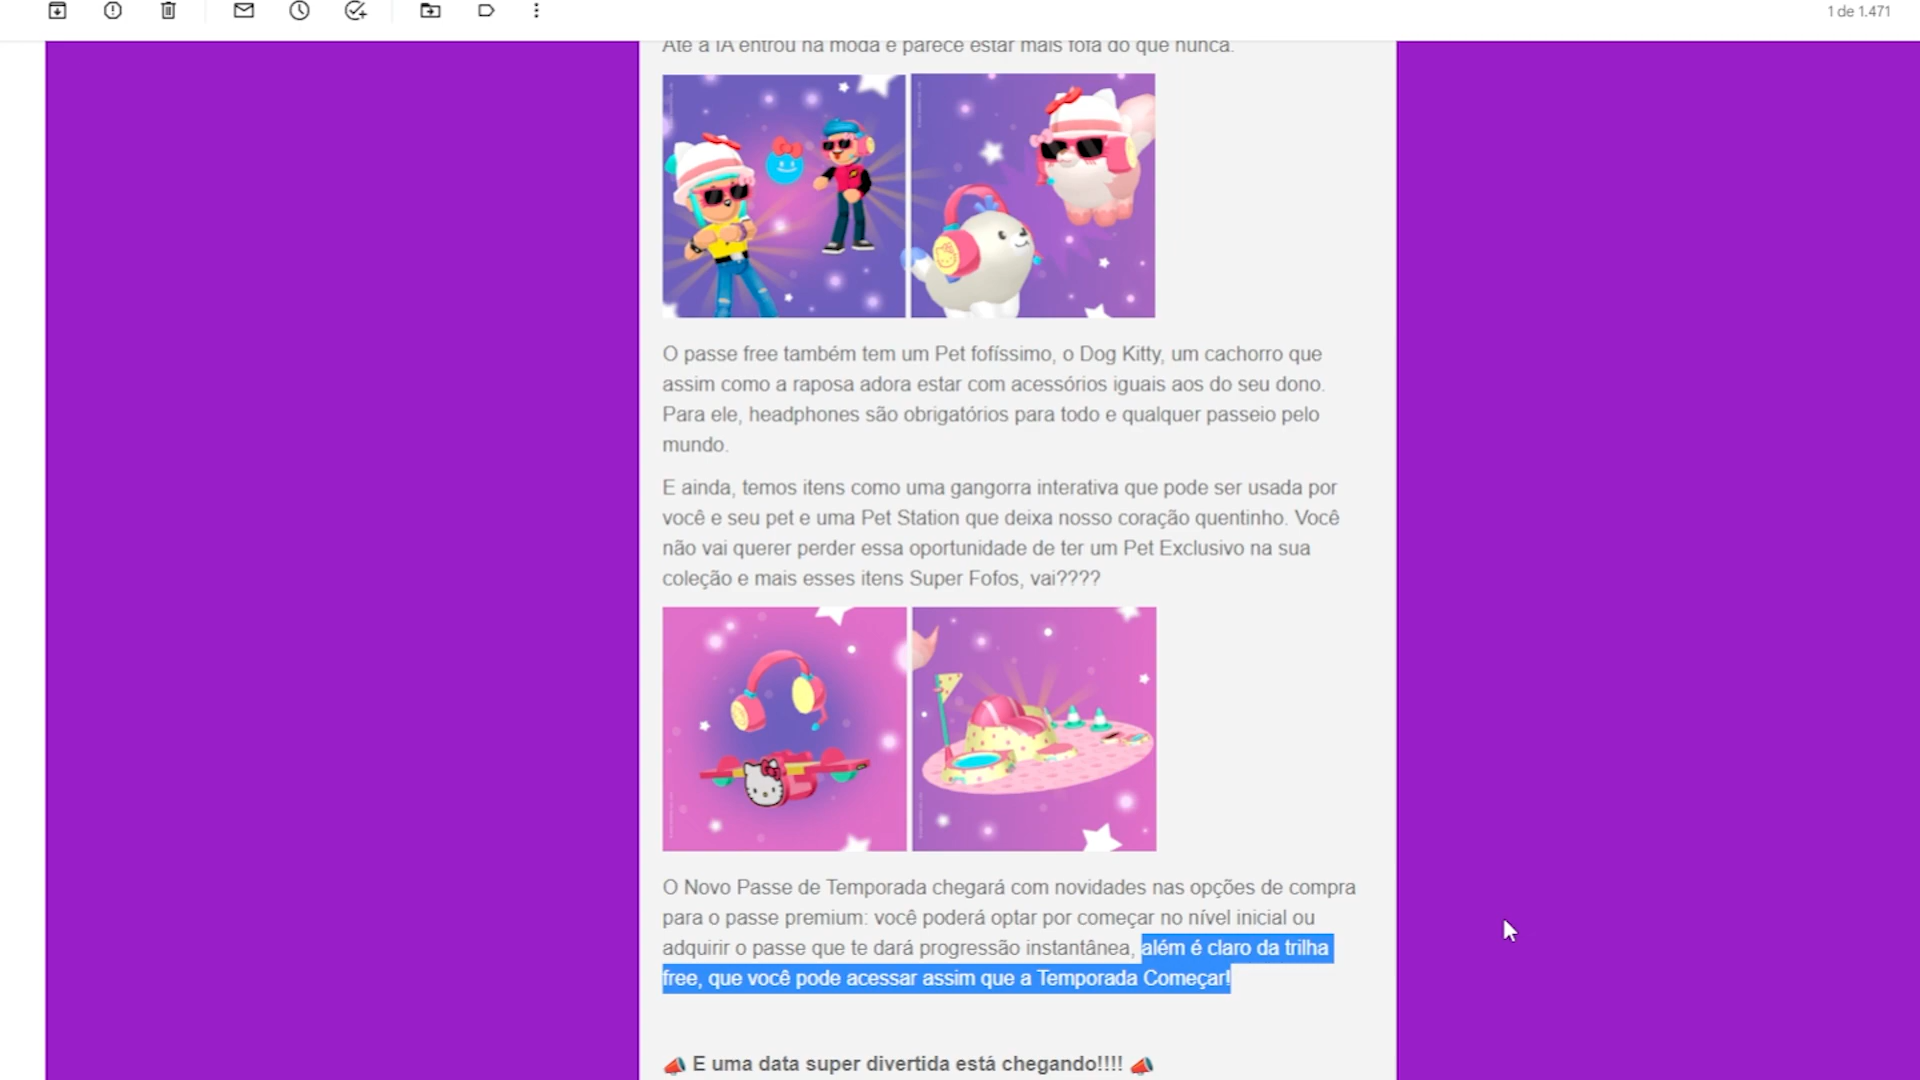 1 de 1.471
Até a IA entrou na moda e parece estar mais fofa do que nunca.
O passe free também tem um Pet fofíssimo, o Dog Kitty, um cachorro que
assim como a raposa adora estar com acessórios iguais aos do seu dono.
Para ele, headphones são obrigatórios para todo e qualquer passeio pelo
mundo.
E ainda, temos itens como uma gangorra interativa que pode ser usada por
você e seu pet e uma Pet Station que deixa nosso coração quentinho. Você
não vai querer perder essa oportunidade de ter um Pet Exclusivo na sua
coleção e mais esses itens Super Fofos, vai????
O Novo Passe de Temporada chegará com novidades nas opções de compra
para o passe premium: você poderá optar por começar no nível inicial ou
adquirir o passe que te dará progressão instantânea, além é claro da trilha
free, que você pode acessar assim que a Temporada Começar!
📣 E uma data super divertida está chegando!!!! 📣